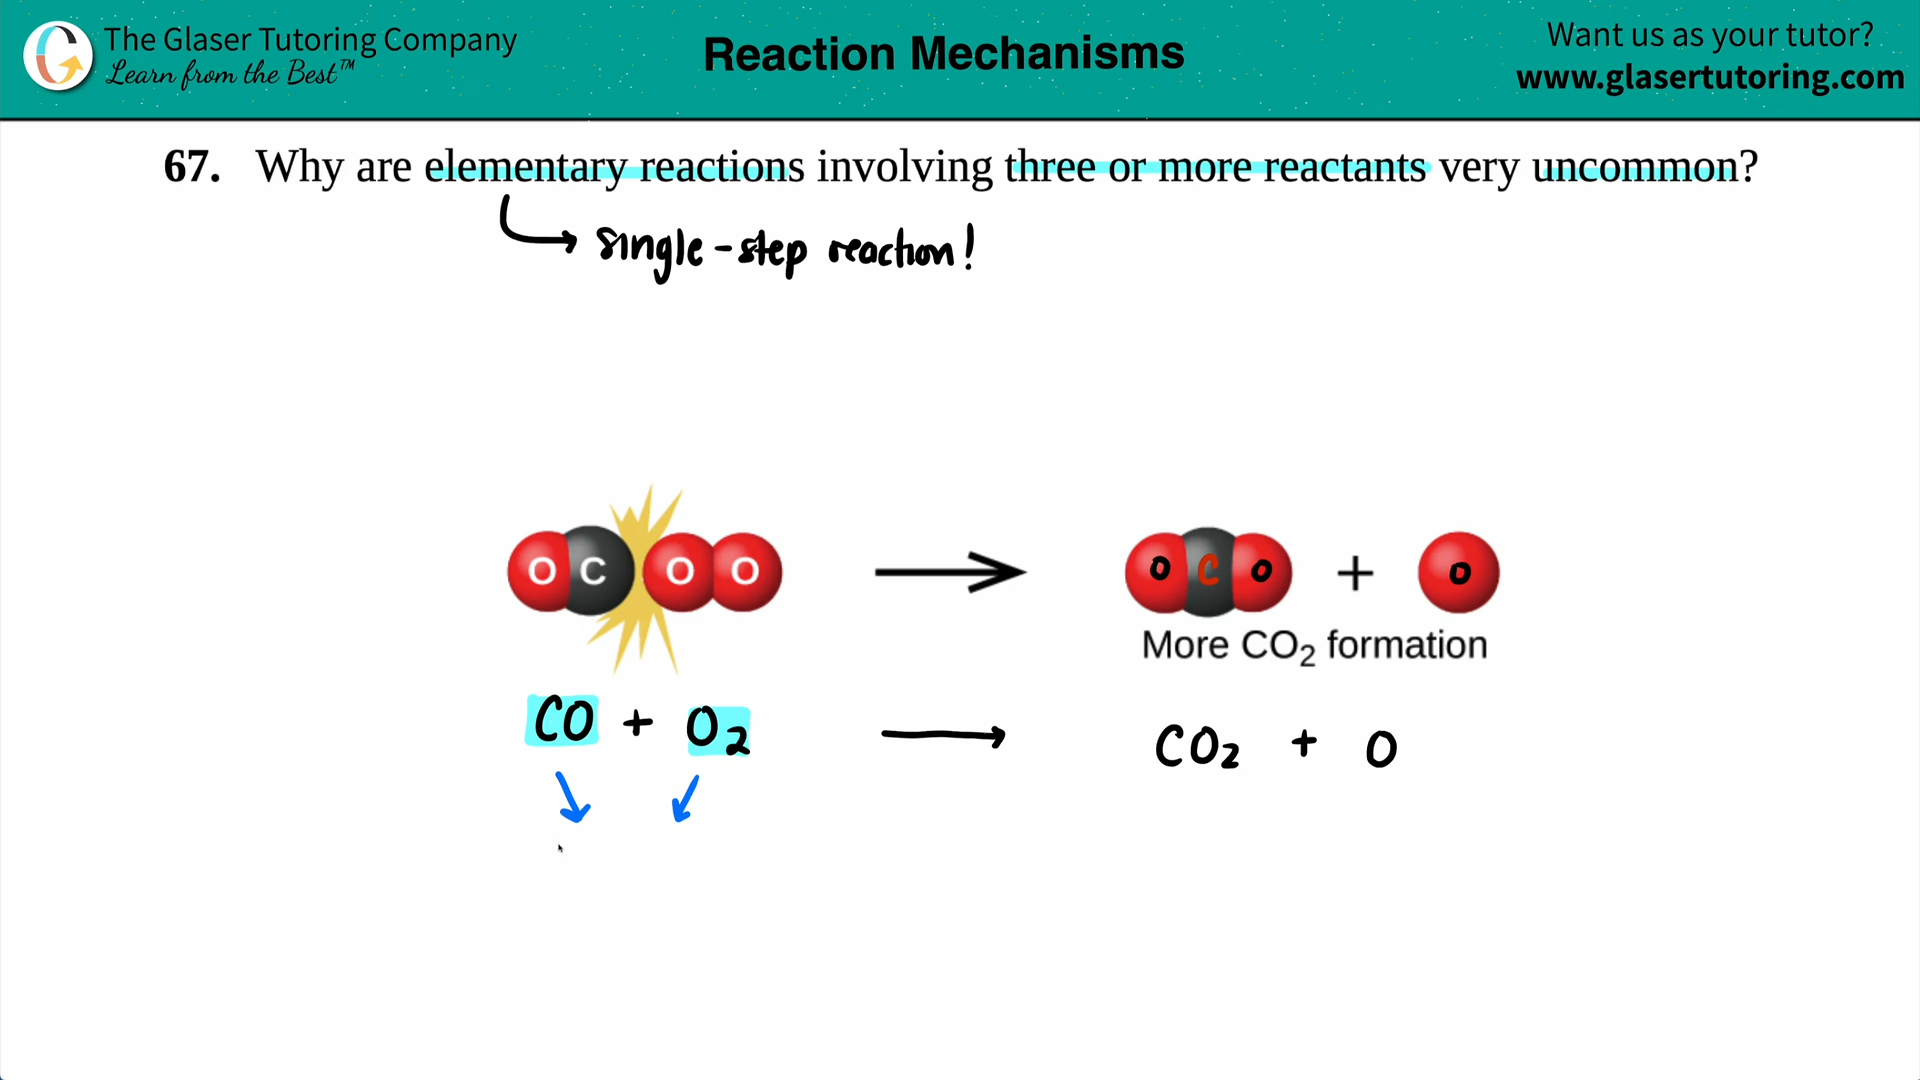 The Glaser Tutoring Company
Learn from the Best™
Reaction Mechanisms
Want us as your tutor?
www.glasertutoring.com
67. Why are elementary reactions involving three or more reactants very uncommon?
single-step reaction!
O C O O → O C O + O
More CO₂ formation
CO + O₂ → CO₂ + O